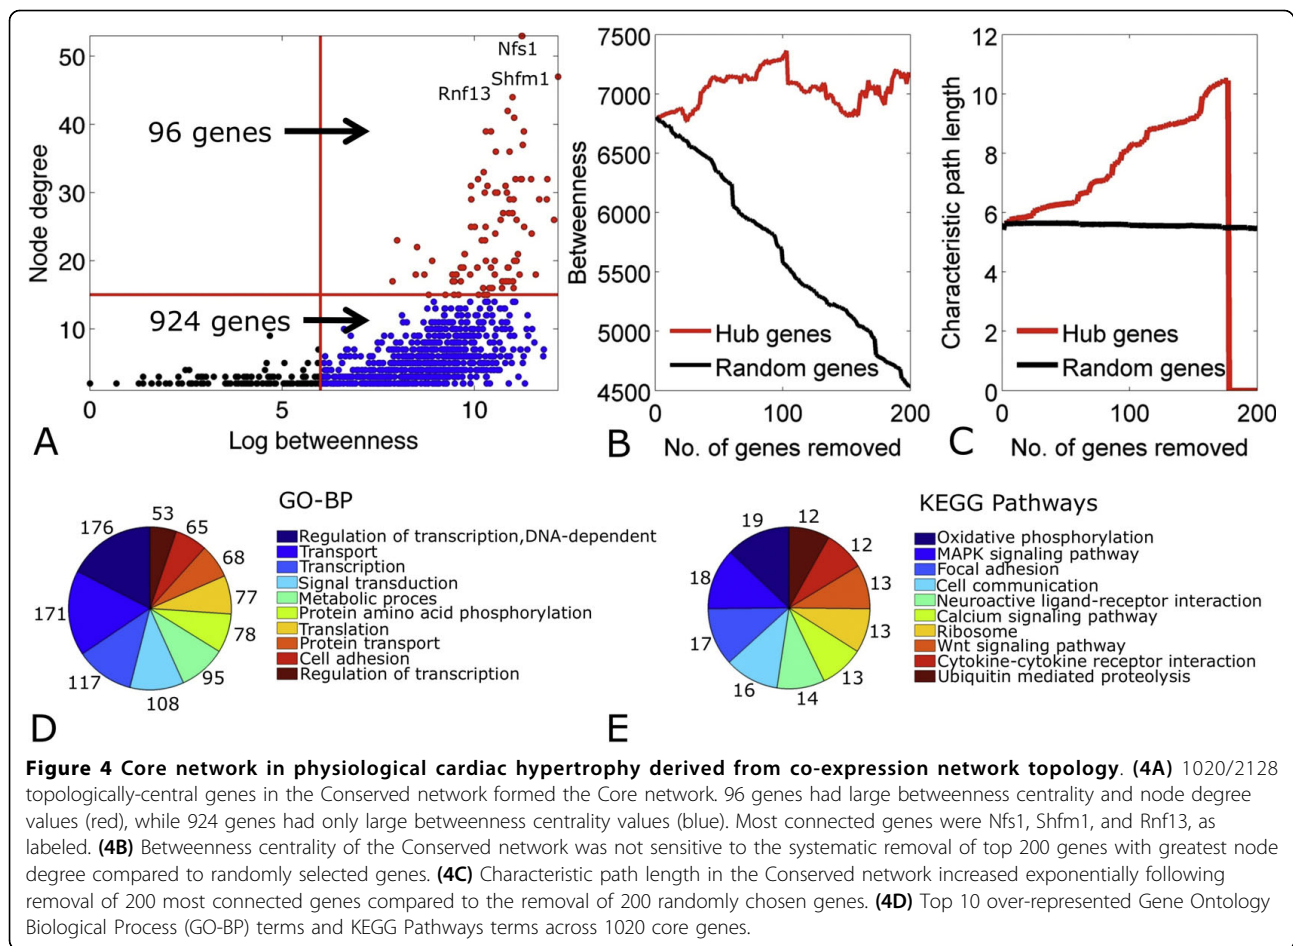 50
40
30
20
10
0
5
10
Node degree
Log betweenness
Nfs1
Shfm1
Rnf13
96 genes
924 genes
A
7500
7000
6500
6000
5500
5000
4500
0
100
200
Betweenness
No. of genes removed
Hub genes
Random genes
B
12
10
8
6
4
2
0
0
100
200
Characteristic path length
No. of genes removed
Hub genes
Random genes
C
GO-BP
176
53
65
68
77
78
95
108
117
171
Regulation of transcription,DNA-dependent
Transport
Transcription
Signal transduction
Metabolic proces
Protein amino acid phosphorylation
Translation
Protein transport
Cell adhesion
Regulation of transcription
D
KEGG Pathways
19
12
12
13
13
13
14
16
17
18
Oxidative phosphorylation
MAPK signaling pathway
Focal adhesion
Cell communication
Neuroactive ligand-receptor interaction
Calcium signaling pathway
Ribosome
Wnt signaling pathway
Cytokine-cytokine receptor interaction
Ubiquitin mediated proteolysis
E
Figure 4 Core network in physiological cardiac hypertrophy derived from co-expression network topology. (4A) 1020/2128
topologically-central genes in the Conserved network formed the Core network. 96 genes had large betweenness centrality and node degree
values (red), while 924 genes had only large betweenness centrality values (blue). Most connected genes were Nfs1, Shfm1, and Rnf13, as
labeled. (4B) Betweenness centrality of the Conserved network was not sensitive to the systematic removal of top 200 genes with greatest node
degree compared to randomly selected genes. (4C) Characteristic path length in the Conserved network increased exponentially following
removal of 200 most connected genes compared to the removal of 200 randomly chosen genes. (4D) Top 10 over-represented Gene Ontology
Biological Process (GO-BP) terms and KEGG Pathways terms across 1020 core genes.